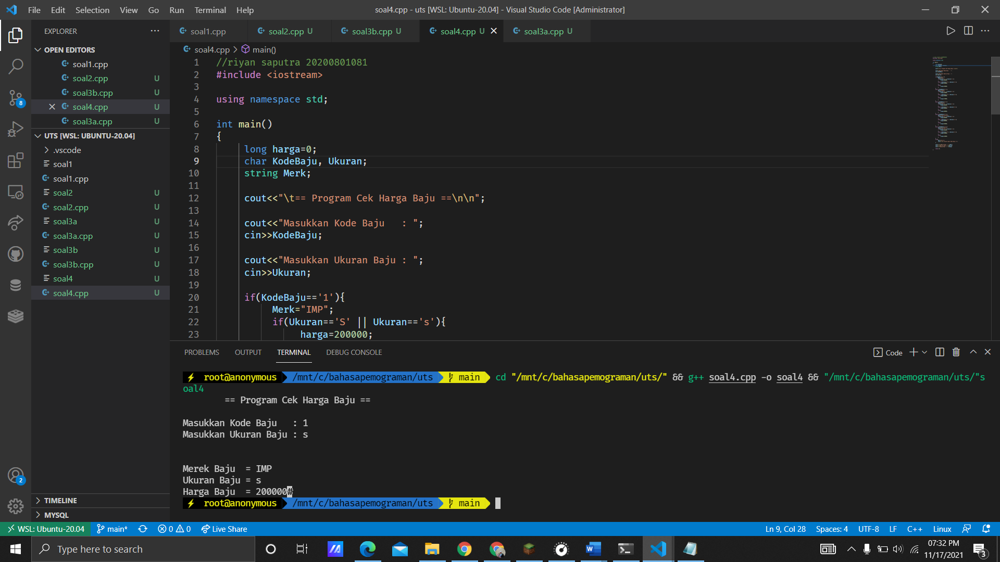 File Edit Selection View Go Run Terminal Help
soal4.cpp - uts [WSL: Ubuntu-20.04] - Visual Studio Code [Administrator]
EXPLORER
soal1.cpp
soal2.cpp U
soal3b.cpp U
soal4.cpp U
soal3a.cpp U
OPEN EDITORS
soal1.cpp
soal2.cpp U
soal3b.cpp U
soal4.cpp U
soal3a.cpp U
UTS [WSL: UBUNTU-20.04]
.vscode
soal1
soal1.cpp
soal2 U
soal2.cpp U
soal3a U
soal3a.cpp U
soal3b U
soal3b.cpp U
soal4 U
soal4.cpp U
TIMELINE
MYSQL
8
2
soal4.cpp > main()
1 //riyan saputra 20200801081
2 #include <iostream>
3
4 using namespace std;
5
6 int main()
7 {
8 long harga=0;
9 char KodeBaju, Ukuran;
10 string Merk;
11
12 cout<<"\t== Program Cek Harga Baju ==\n\n";
13
14 cout<<"Masukkan Kode Baju   : ";
15 cin>>KodeBaju;
16
17 cout<<"Masukkan Ukuran Baju : ";
18 cin>>Ukuran;
19
20 if(KodeBaju=='1'){
21 Merk="IMP";
22 if(Ukuran=='S' || Ukuran=='s'){
23 harga=200000;
PROBLEMS OUTPUT TERMINAL DEBUG CONSOLE
Code
root@anonymous /mnt/c/bahasapemograman/uts main cd "/mnt/c/bahasapemograman/uts/" && g++ soal4.cpp -o soal4 && "/mnt/c/bahasapemograman/uts/"s
oal4
== Program Cek Harga Baju ==
Masukkan Kode Baju   : 1
Masukkan Ukuran Baju : s
Merek Baju  = IMP
Ukuran Baju = s
Harga Baju  = 200000#
root@anonymous /mnt/c/bahasapemograman/uts main
WSL: Ubuntu-20.04 main* 0 0 Live Share
Ln 9, Col 28 Spaces: 4 UTF-8 LF C++ Linux
Type here to search
07:32 PM
11/17/2021
3